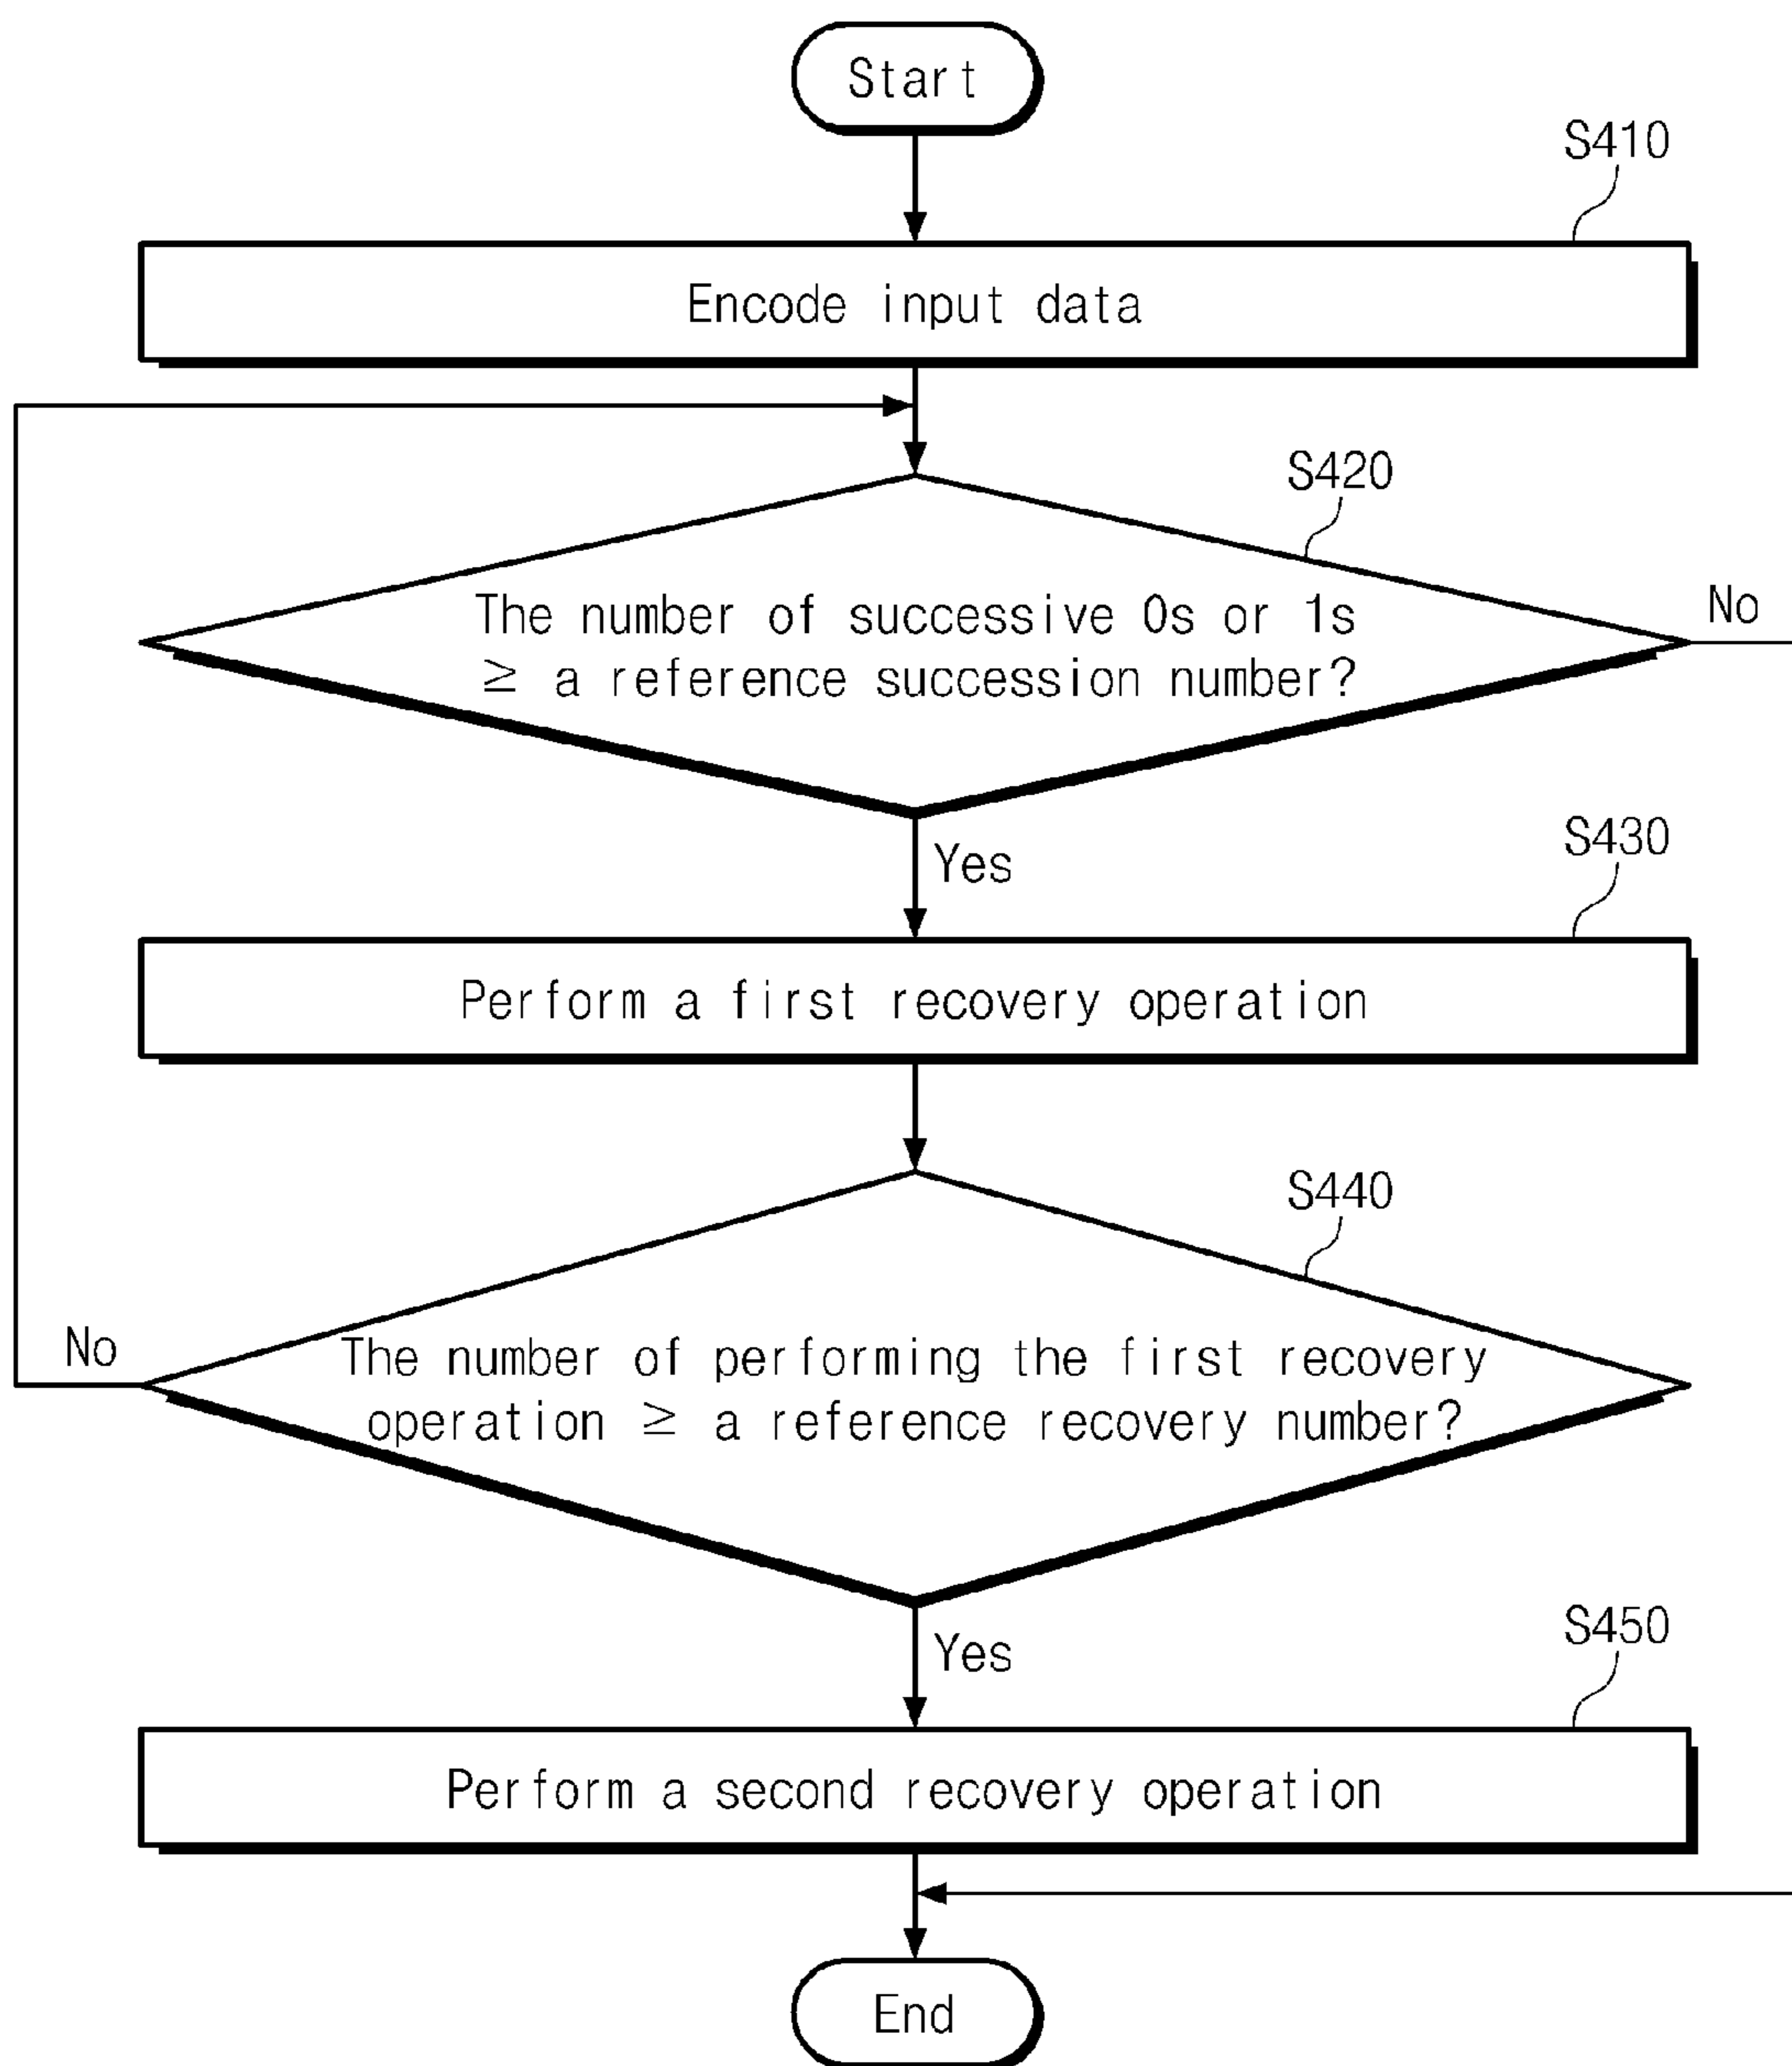 Start
S410
Encode input data
S420
The number of successive 0s or 1s
≥ a reference succession number?
No
Yes
S430
Perform a first recovery operation
S440
No
The number of performing the first recovery
operation ≥ a reference recovery number?
Yes
S450
Perform a second recovery operation
End